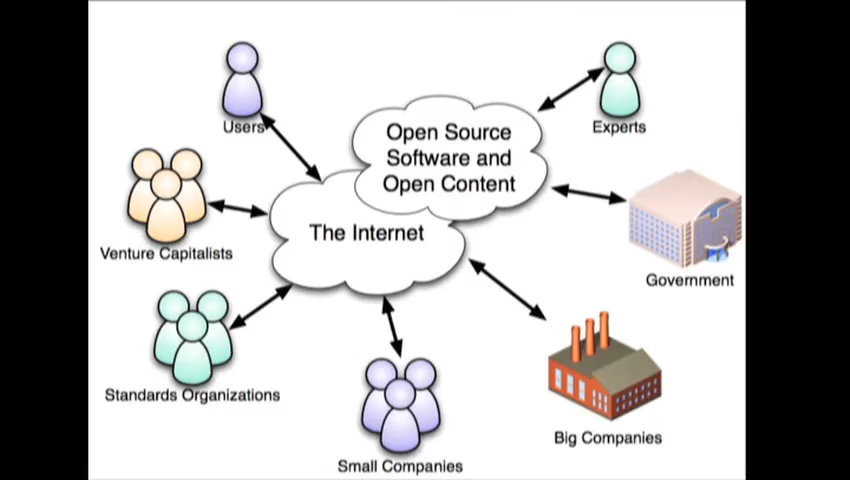 Users
Open Source
Software and
Open Content
Experts
The Internet
Venture Capitalists
Government
Standards Organizations
Big Companies
Small Companies